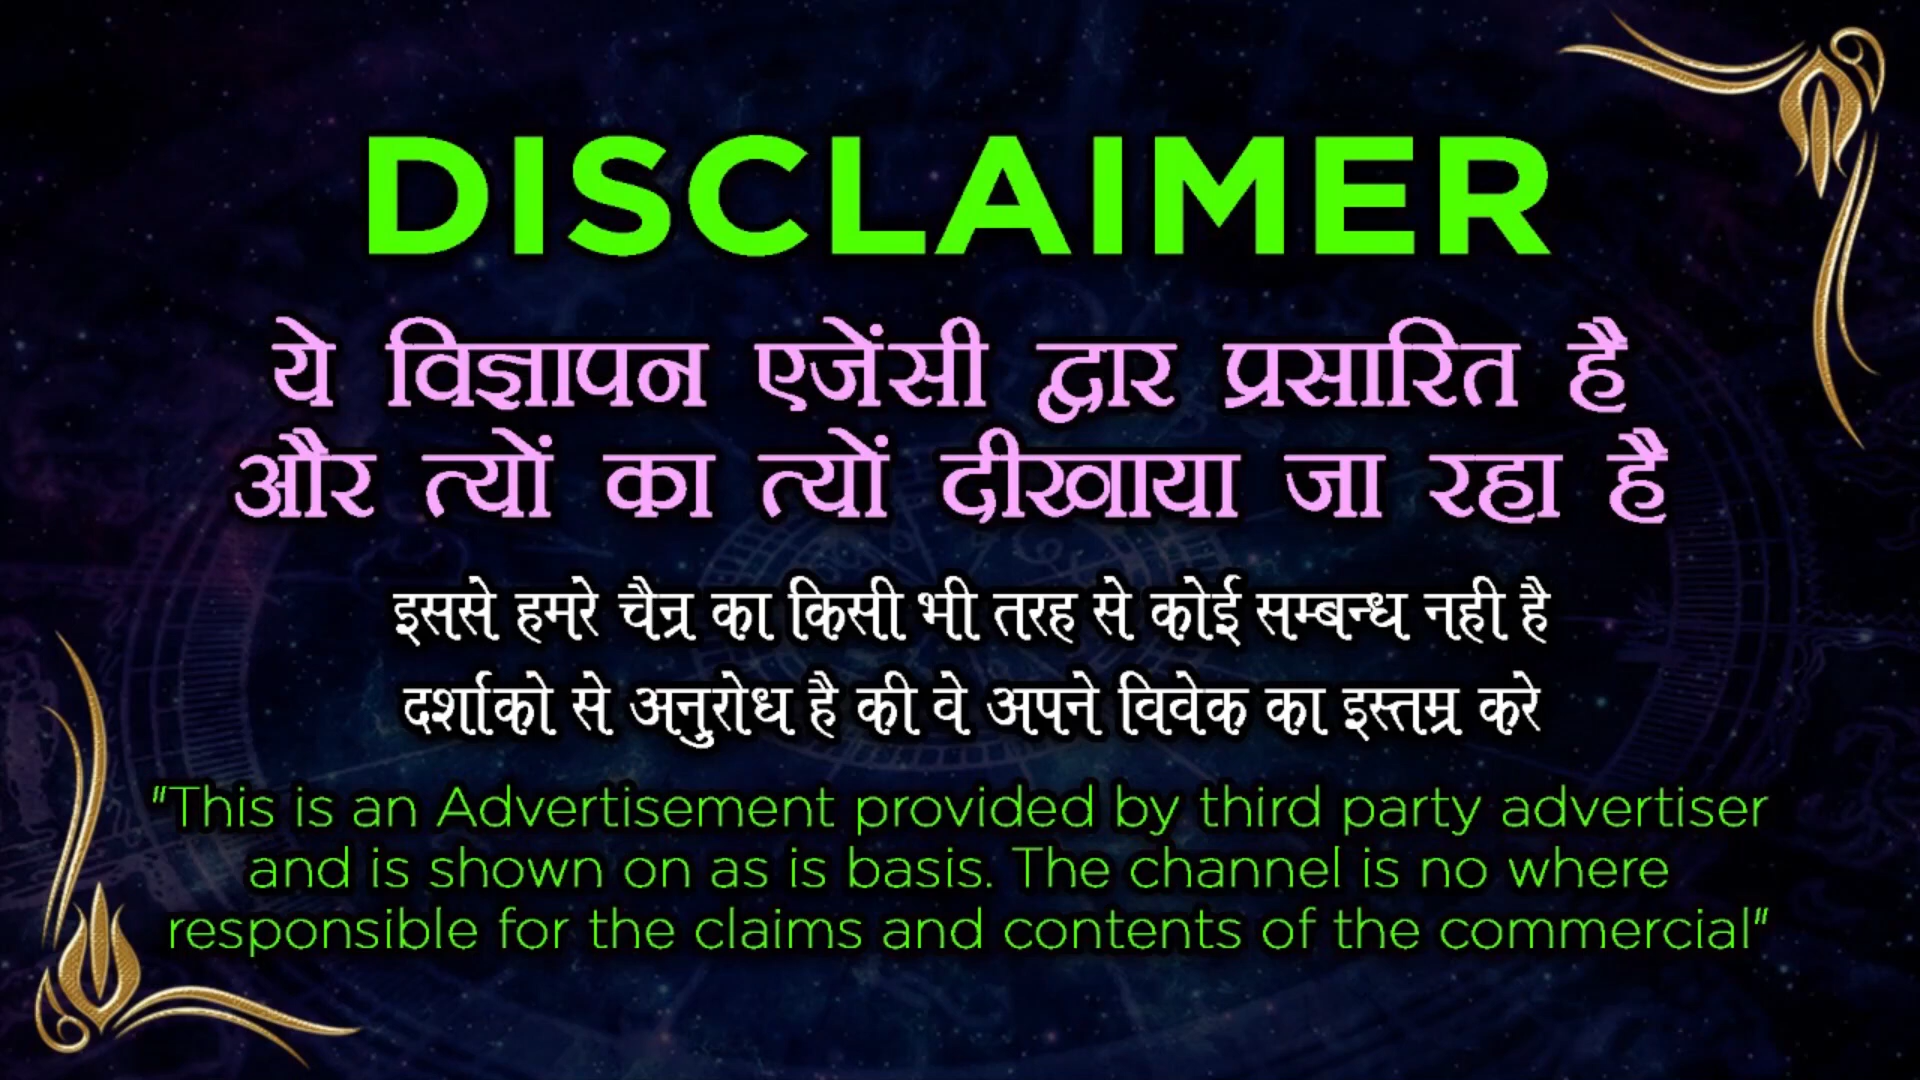 DISCLAIMER
ये विज्ञापन एजेंसी द्वार प्रसारित है
और त्यों का त्यों दीखाया जा रहा है
इससे हमरे चैन्र का किसी भी तरह से कोई सम्बन्ध नही है
दर्शाको से अनुरोध है की वे अपने विवेक का इस्तम्र करे
"This is an Advertisement provided by third party advertiser
and is shown on as is basis. The channel is no where
responsible for the claims and contents of the commercial"